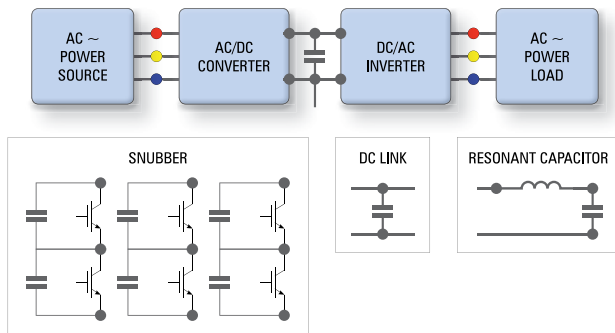 AC ~
POWER
SOURCE
AC/DC
CONVERTER
DC/AC
INVERTER
AC ~
POWER
LOAD
SNUBBER
DC LINK
RESONANT CAPACITOR